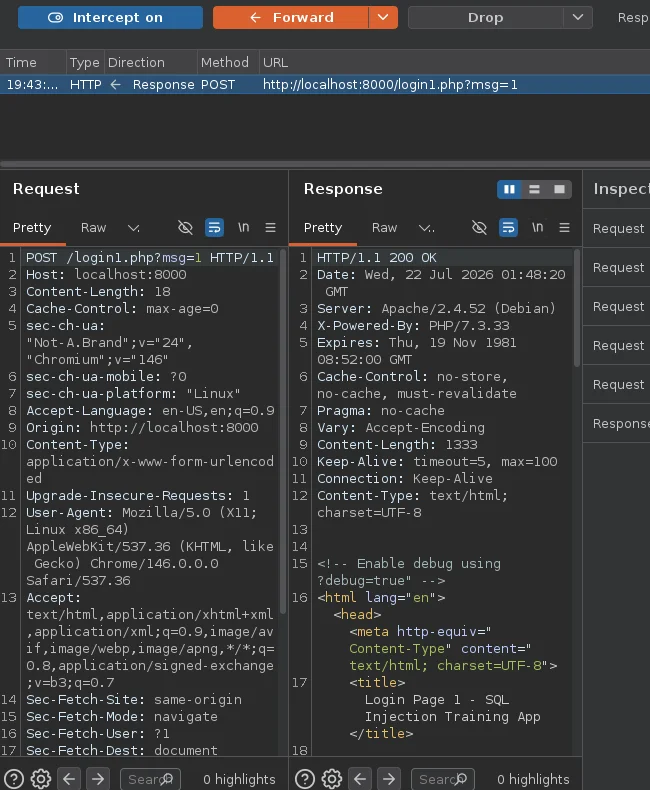 Intercept on
Forward
Drop
Resp
Time Type Direction Method URL
19:43:... HTTP ← Response POST http://localhost:8000/login1.php?msg=1
Request
Pretty Raw \n
1 POST /login1.php?msg=1 HTTP/1.1
2 Host: localhost:8000
3 Content-Length: 18
4 Cache-Control: max-age=0
5 sec-ch-ua:
"Not-A.Brand";v="24",
"Chromium";v="146"
6 sec-ch-ua-mobile: ?0
7 sec-ch-ua-platform: "Linux"
8 Accept-Language: en-US,en;q=0.9
9 Origin: http://localhost:8000
10 Content-Type:
application/x-www-form-urlencod
ed
11 Upgrade-Insecure-Requests: 1
12 User-Agent: Mozilla/5.0 (X11;
Linux x86_64)
AppleWebKit/537.36 (KHTML, like
Gecko) Chrome/146.0.0.0
Safari/537.36
13 Accept:
text/html,application/xhtml+xml
,application/xml;q=0.9,image/av
if,image/webp,image/apng,*/*;q=
0.8,application/signed-exchange
;v=b3;q=0.7
14 Sec-Fetch-Site: same-origin
15 Sec-Fetch-Mode: navigate
16 Sec-Fetch-User: ?1
17 Sec-Fetch-Dest: document
Search 0 highlights
Response
Pretty Raw \n
1 HTTP/1.1 200 OK
2 Date: Wed, 22 Jul 2026 01:48:20
GMT
3 Server: Apache/2.4.52 (Debian)
4 X-Powered-By: PHP/7.3.33
5 Expires: Thu, 19 Nov 1981
08:52:00 GMT
6 Cache-Control: no-store,
no-cache, must-revalidate
7 Pragma: no-cache
8 Vary: Accept-Encoding
9 Content-Length: 1333
10 Keep-Alive: timeout=5, max=100
11 Connection: Keep-Alive
12 Content-Type: text/html;
charset=UTF-8
13
14
15 <!-- Enable debug using
?debug=true" -->
16 <html lang="en">
<head>
<meta http-equiv="
Content-Type" content="
text/html; charset=UTF-8">
17 <title>
Login Page 1 - SQL
Injection Training App
</title>
18
Search 0 highlights
Inspect
Request
Request
Request
Request
Request
Response